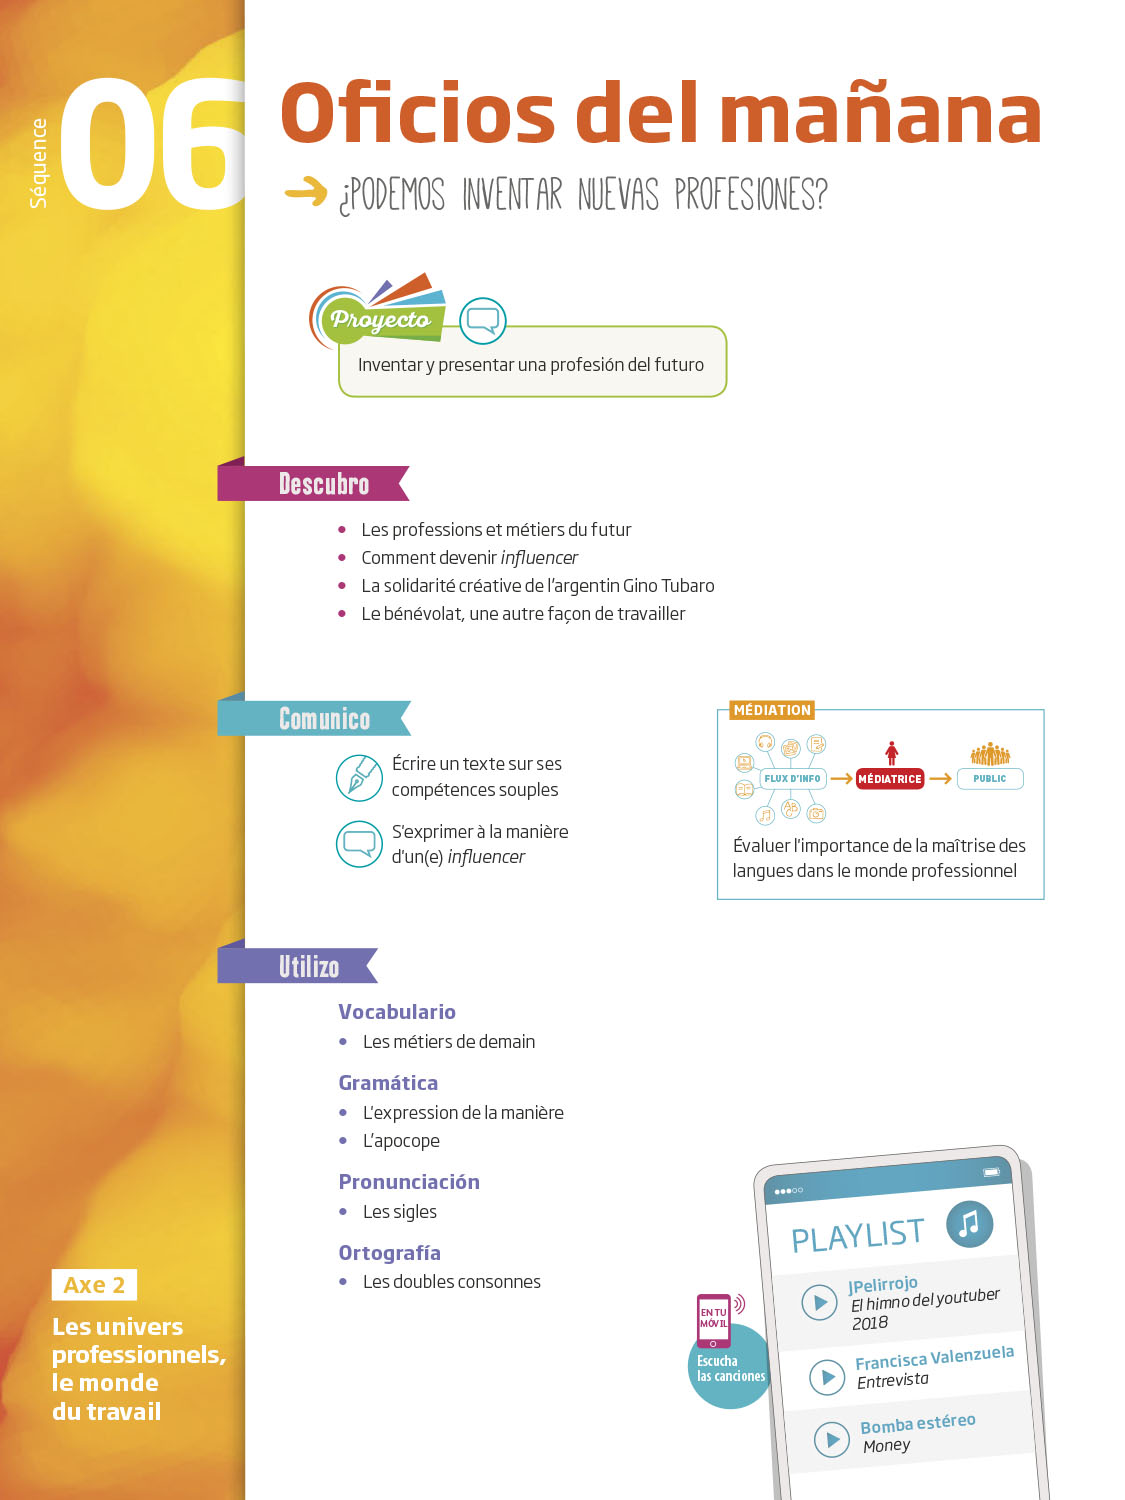 Séquence
06
Oficios del mañana
¿PODEMOS INVENTAR NUEVAS PROFESIONES?
Proyecto
Inventar y presentar una profesión del futuro
Descubro
• Les professions et métiers du futur
• Comment devenir influencer
• La solidarité créative de l'argentin Gino Tubaro
• Le bénévolat, une autre façon de travailler
Comunico
Écrire un texte sur ses
compétences souples
S'exprimer à la manière
d'un(e) influencer
MÉDIATION
FLUX D'INFO
MÉDIATRICE
PUBLIC
Évaluer l'importance de la maîtrise des
langues dans le monde professionnel
Utilizo
Vocabulario
• Les métiers de demain
Gramática
• L'expression de la manière
• L'apocope
Pronunciación
• Les sigles
Ortografía
• Les doubles consonnes
Axe 2
Les univers
professionnels,
le monde
du travail
EN TU
MÓVIL
Escucha
las canciones
PLAYLIST
JPelirrojo
El himno del youtuber
2018
Francisca Valenzuela
Entrevista
Bomba estéreo
Money